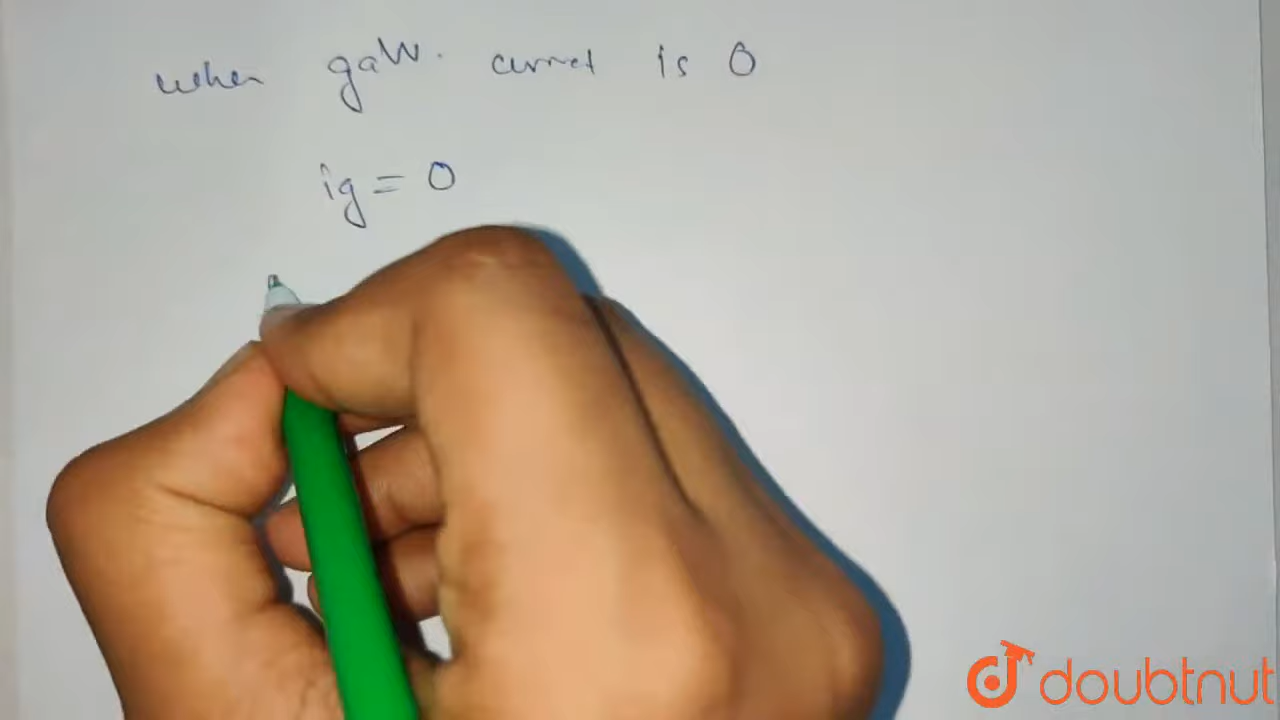 when galv. current is 0
ig = 0
doubtnut